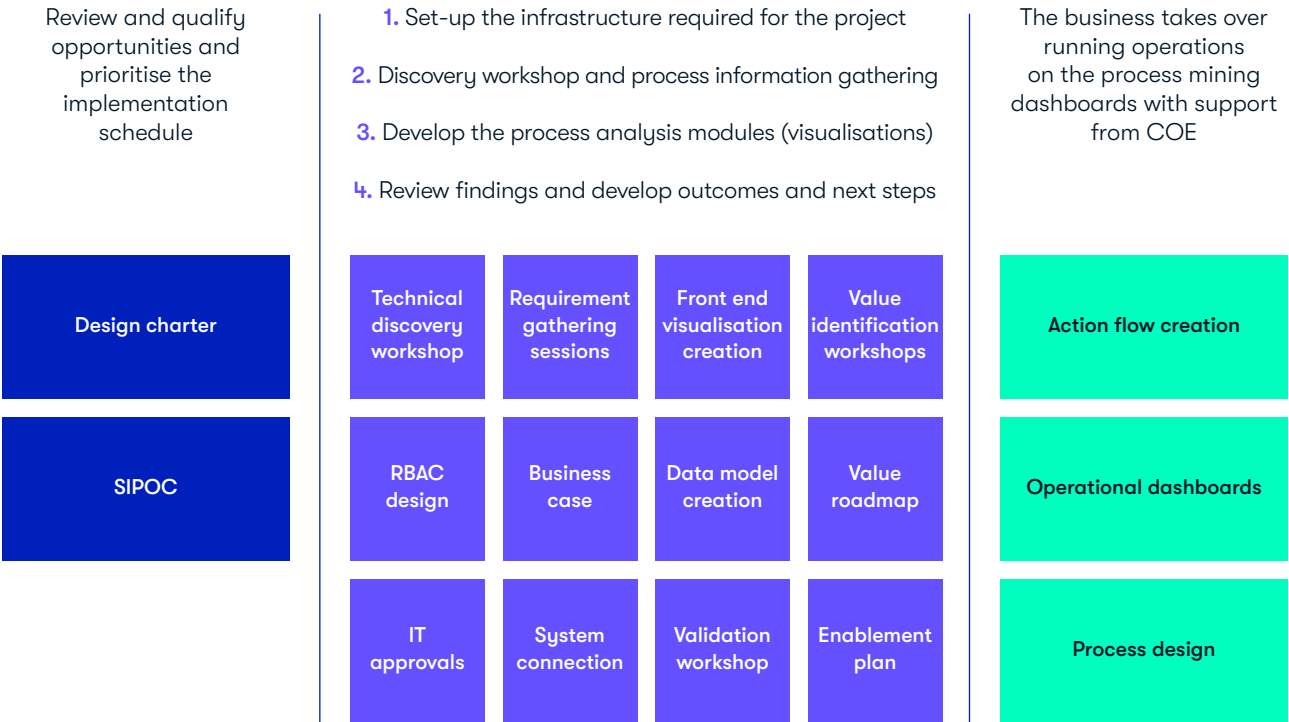 Review and qualify
opportunities and
prioritise the
implementation
schedule
1. Set-up the infrastructure required for the project
2. Discovery workshop and process information gathering
3. Develop the process analysis modules (visualisations)
4. Review findings and develop outcomes and next steps
The business takes over
running operations
on the process mining
dashboards with support
from COE
Design charter
SIPOC
Technical
discovery
workshop
Requirement
gathering
sessions
Front end
visualisation
creation
Value
identification
workshops
RBAC
design
Business
case
Data model
creation
Value
roadmap
IT
approvals
System
connection
Validation
workshop
Enablement
plan
Action flow creation
Operational dashboards
Process design